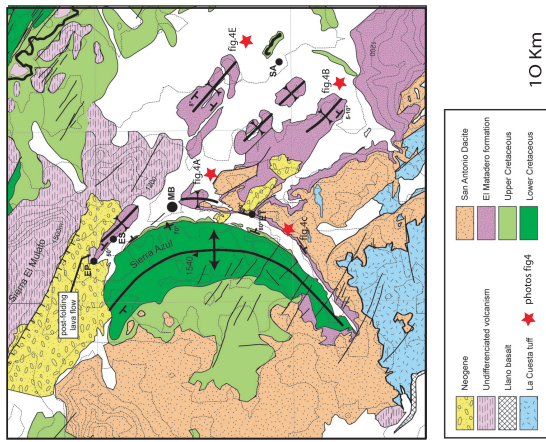 Sierra El Mulato
post-folding
lava flow
EP
ES
MB
SA
fig.4E
fig.4B
fig.4A
fig.4c
Sierra Azul
1540
5-10°
10 Km
Neogene
Undifferenciated volcanism
Llano basalt
La Cuesta tuff
San Antonio Dacite
El Matadero formation
Upper Cretaceous
Lower Cretaceous
photos fig4